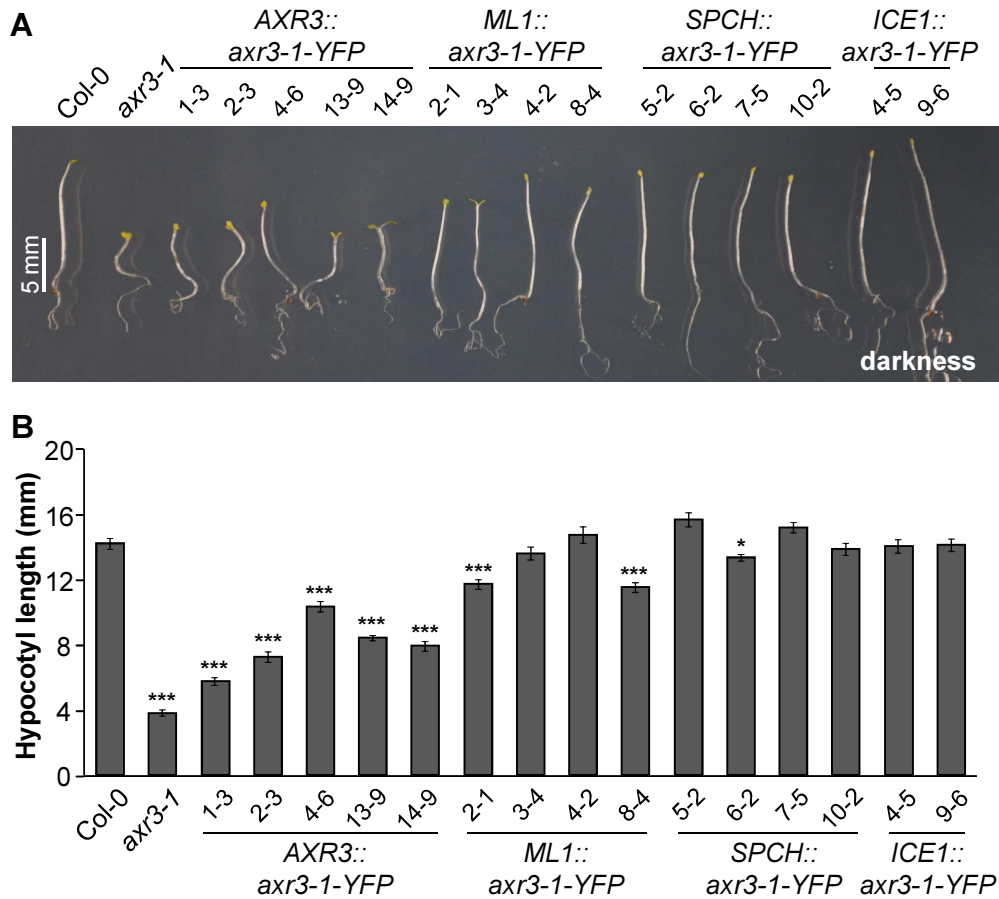 A
AXR3::
axr3-1-YFP
ML1::
axr3-1-YFP
SPCH::
axr3-1-YFP
ICE1::
axr3-1-YFP
Col-0 axr3-1 1-3 2-3 4-6 13-9 14-9 2-1 3-4 4-2 8-4 5-2 6-2 7-5 10-2 4-5 9-6
5 mm
darkness
B
Hypocotyl length (mm)
20
16
12
8
4
0
*** *** *** *** *** *** *** *** *
Col-0 axr3-1 1-3 2-3 4-6 13-9 14-9 2-1 3-4 4-2 8-4 5-2 6-2 7-5 10-2 4-5 9-6
AXR3::
axr3-1-YFP
ML1::
axr3-1-YFP
SPCH::
axr3-1-YFP
ICE1::
axr3-1-YFP